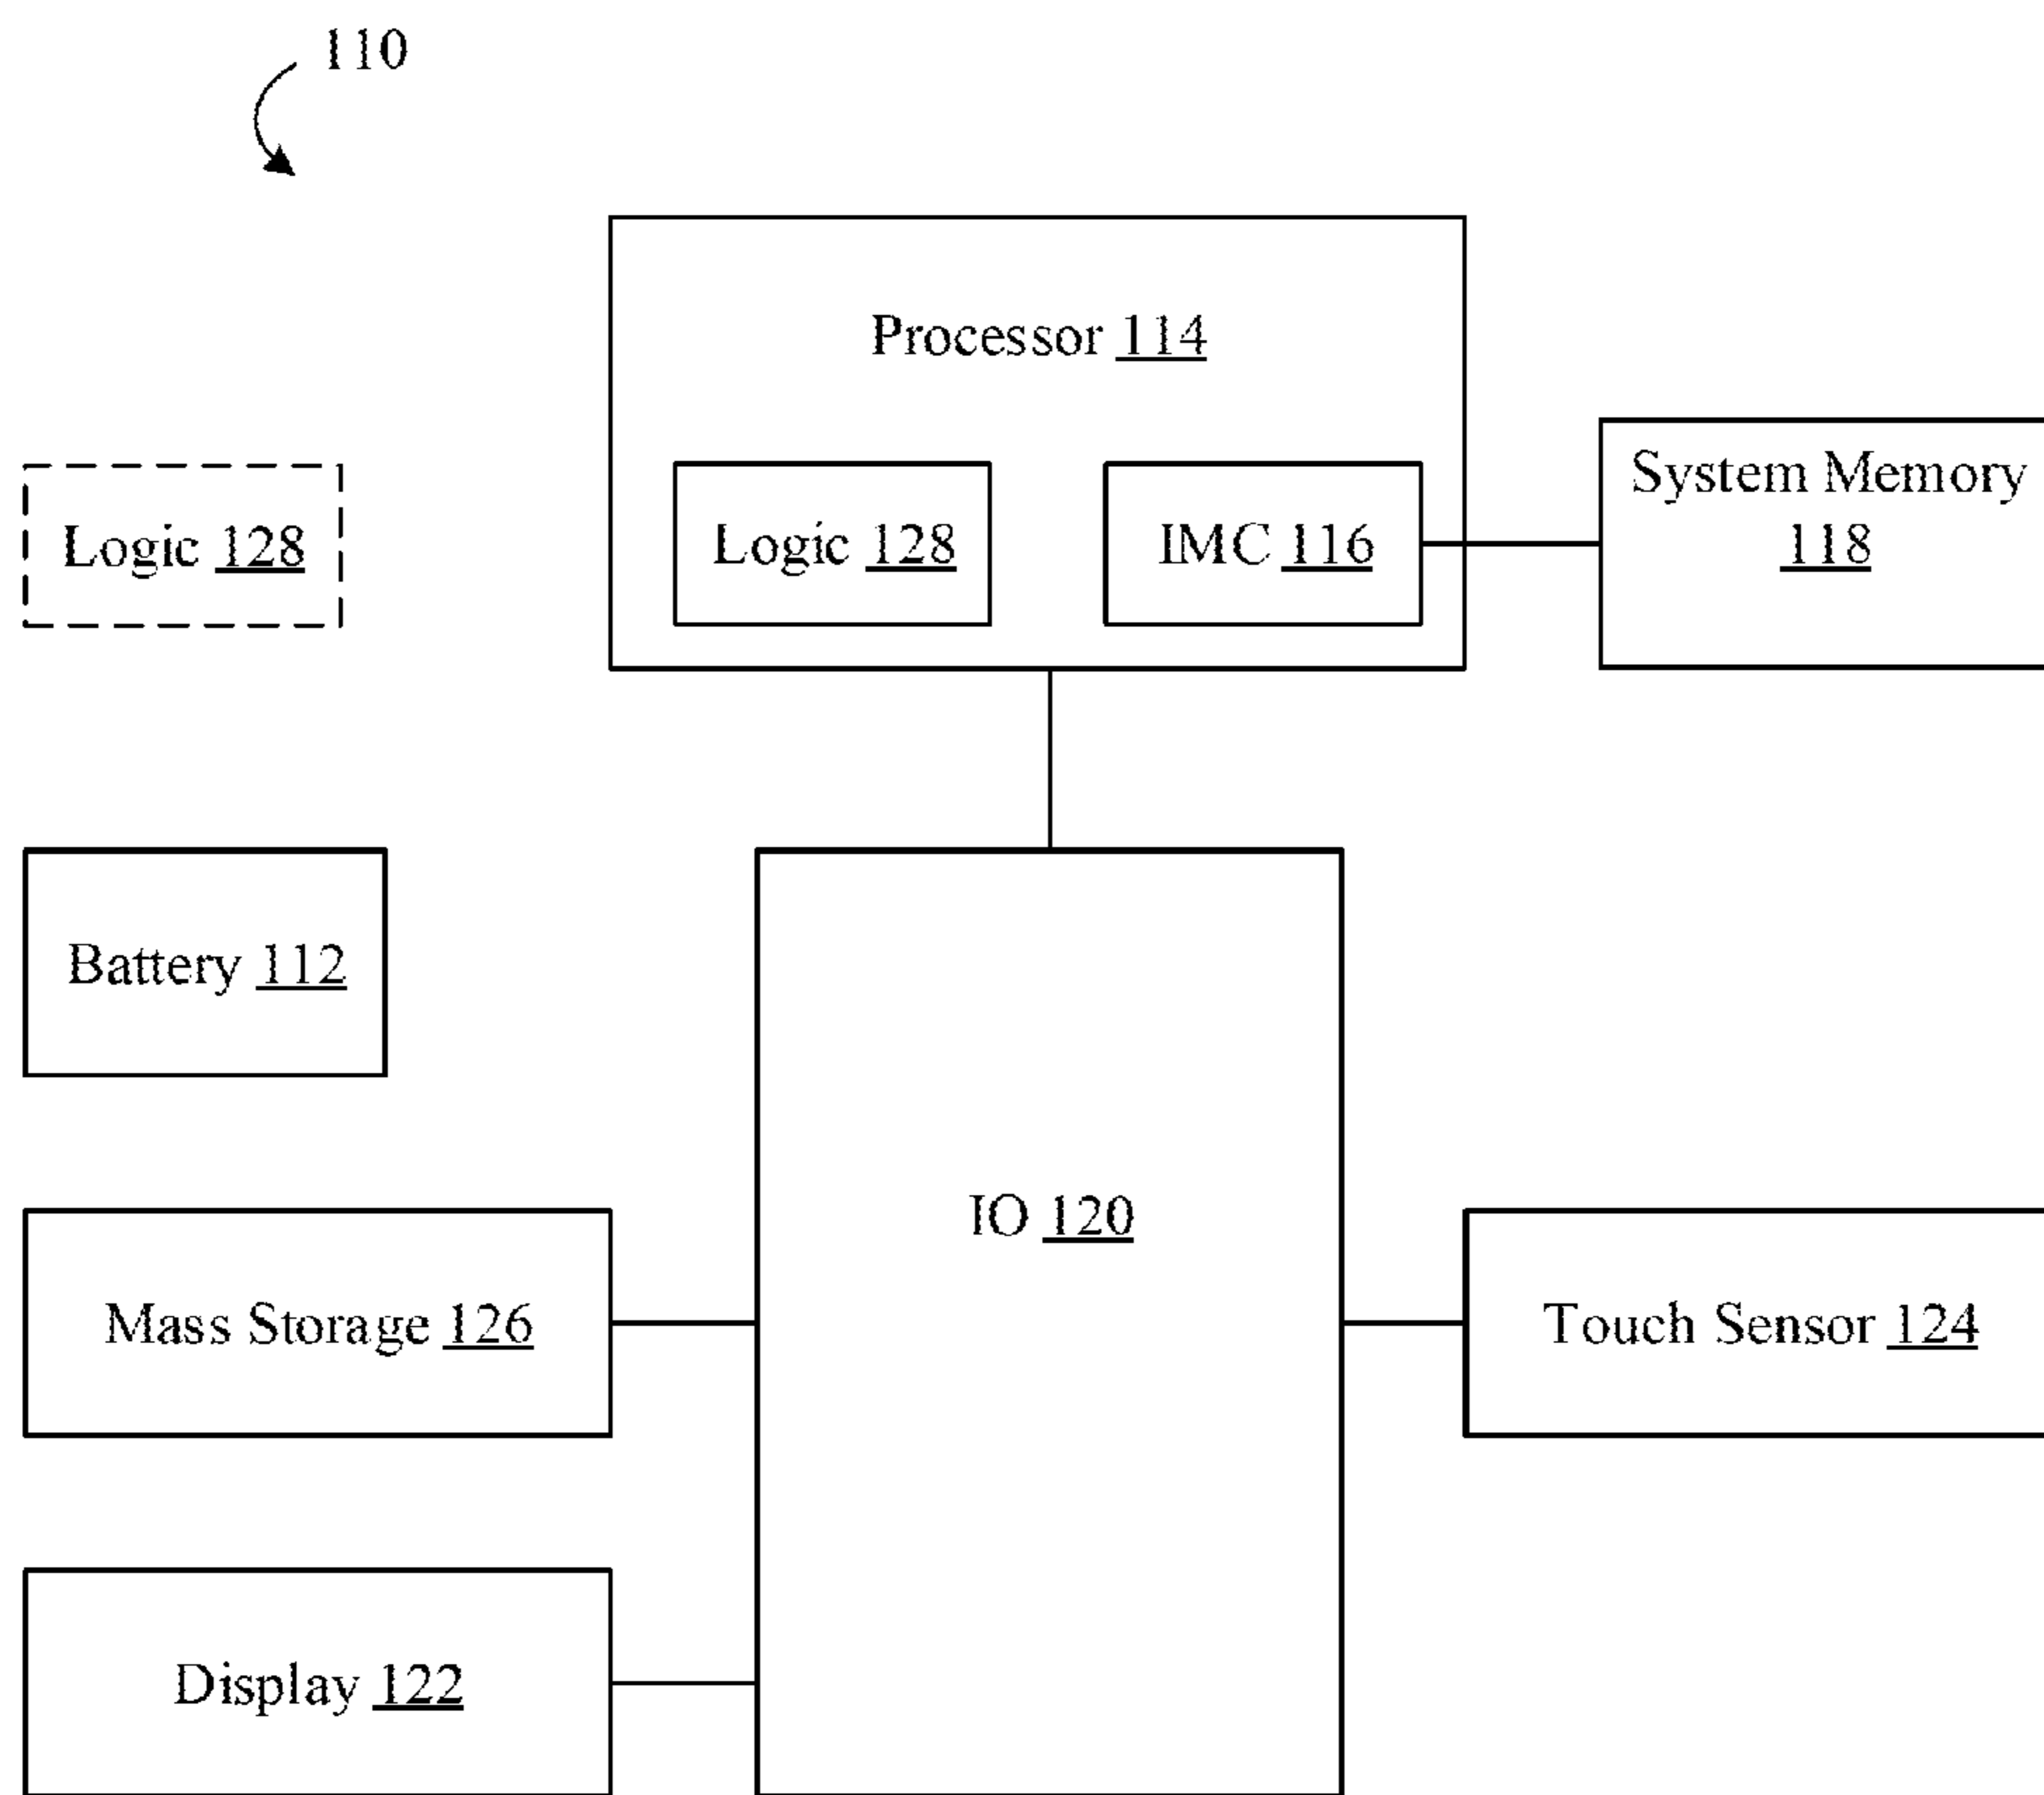 110
Processor 114
Logic 128
Logic 128
IMC 116
System Memory
118
Battery 112
IO 120
Mass Storage 126
Touch Sensor 124
Display 122